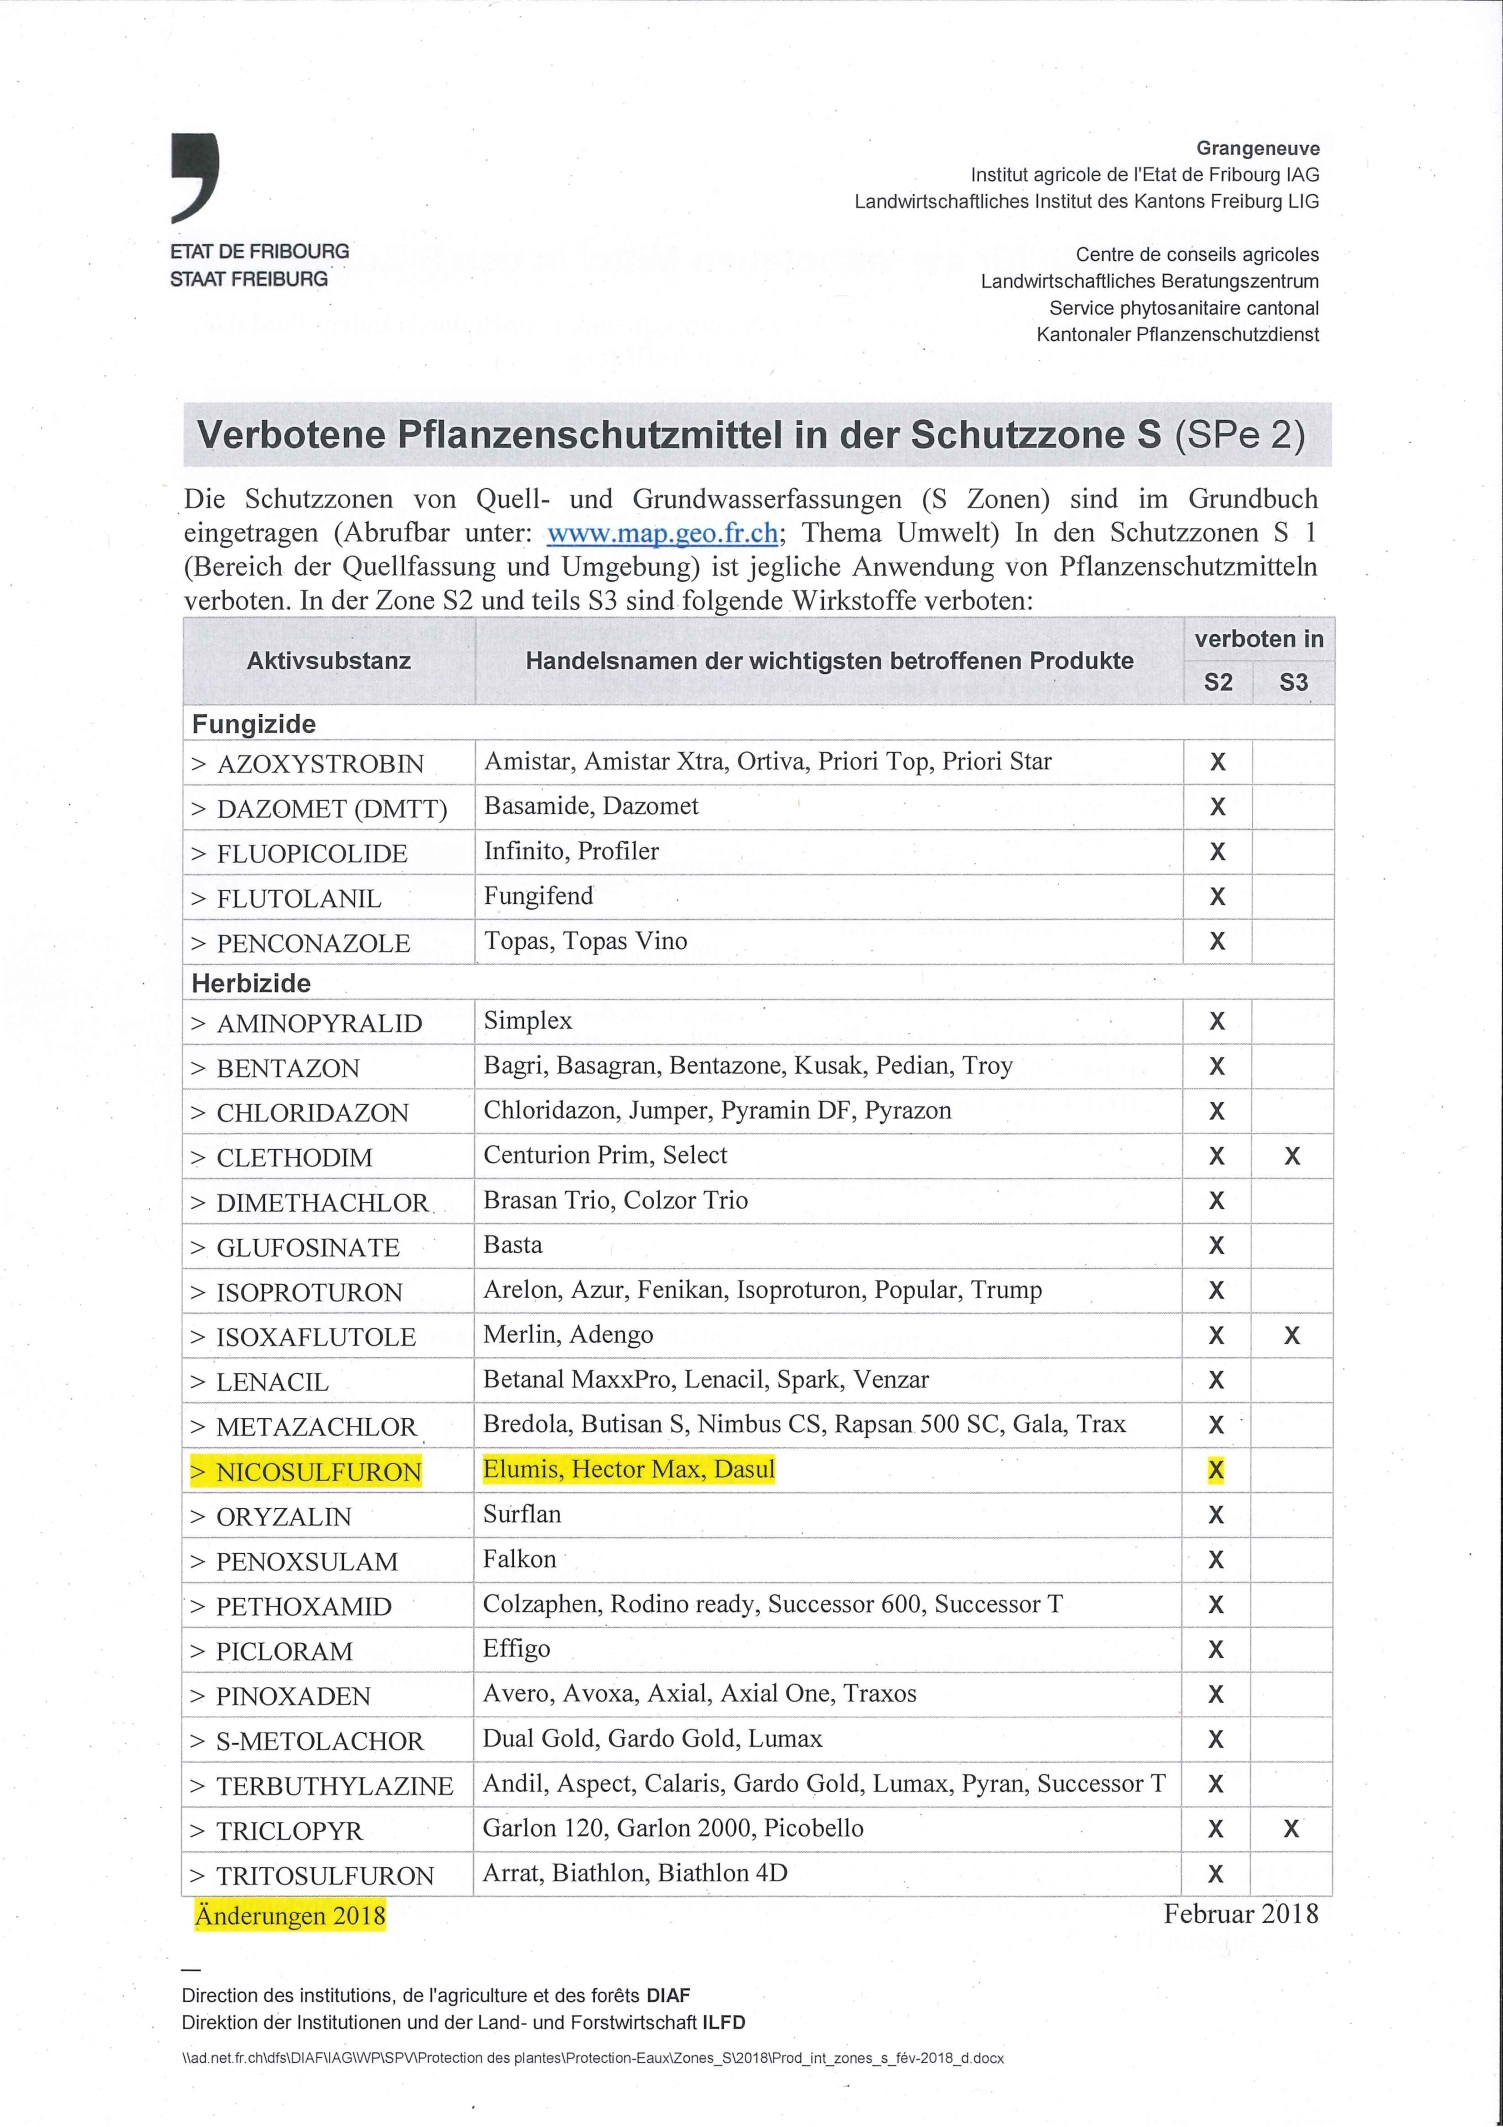 Grangeneuve
Institut agricole de l'Etat de Fribourg IAG
Landwirtschaftliches Institut des Kantons Freiburg LIG
ETAT DE FRIBOURG
STAAT FREIBURG
Centre de conseils agricoles
Landwirtschaftliches Beratungszentrum
Service phytosanitaire cantonal
Kantonaler Pflanzenschutzdienst
Verbotene Pflanzenschutzmittel in der Schutzzone S (SPe 2)
Die Schutzzonen von Quell- und Grundwasserfassungen (S Zonen) sind im Grundbuch
eingetragen (Abrufbar unter: www.map.geo.fr.ch; Thema Umwelt) In den Schutzzonen S 1
(Bereich der Quellfassung und Umgebung) ist jegliche Anwendung von Pflanzenschutzmitteln
verboten. In der Zone S2 und teils S3 sind folgende Wirkstoffe verboten:
Aktivsubstanz Handelsnamen der wichtigsten betroffenen Produkte verboten in
S2 S3
Fungizide
> AZOXYSTROBIN Amistar, Amistar Xtra, Ortiva, Priori Top, Priori Star X
> DAZOMET (DMTT) Basamide, Dazomet X
> FLUOPICOLIDE Infinito, Profiler X
> FLUTOLANIL Fungifend X
> PENCONAZOLE Topas, Topas Vino X
Herbizide
> AMINOPYRALID Simplex X
> BENTAZON Bagri, Basagran, Bentazone, Kusak, Pedian, Troy X
> CHLORIDAZON Chloridazon, Jumper, Pyramin DF, Pyrazon X
> CLETHODIM Centurion Prim, Select X X
> DIMETHACHLOR Brasan Trio, Colzor Trio X
> GLUFOSINATE Basta X
> ISOPROTURON Arelon, Azur, Fenikan, Isoproturon, Popular, Trump X
> ISOXAFLUTOLE Merlin, Adengo X X
> LENACIL Betanal MaxxPro, Lenacil, Spark, Venzar X
> METAZACHLOR Bredola, Butisan S, Nimbus CS, Rapsan 500 SC, Gala, Trax X
> NICOSULFURON Elumis, Hector Max, Dasul X
> ORYZALIN Surflan X
> PENOXSULAM Falkon X
> PETHOXAMID Colzaphen, Rodino ready, Successor 600, Successor T X
> PICLORAM Effigo X
> PINOXADEN Avero, Avoxa, Axial, Axial One, Traxos X
> S-METOLACHOR Dual Gold, Gardo Gold, Lumax X
> TERBUTHYLAZINE Andil, Aspect, Calaris, Gardo Gold, Lumax, Pyran, Successor T X
> TRICLOPYR Garlon 120, Garlon 2000, Picobello X X
> TRITOSULFURON Arrat, Biathlon, Biathlon 4D X
Änderungen 2018 Februar 2018
—
Direction des institutions, de l'agriculture et des forêts DIAF
Direktion der Institutionen und der Land- und Forstwirtschaft ILFD
\\ad.net.fr.ch\dfs\DIAF\IAG\WP\SPV\Protection des plantes\Protection-Eaux\Zones_S\2018\Prod_int_zones_s_fév-2018_d.docx